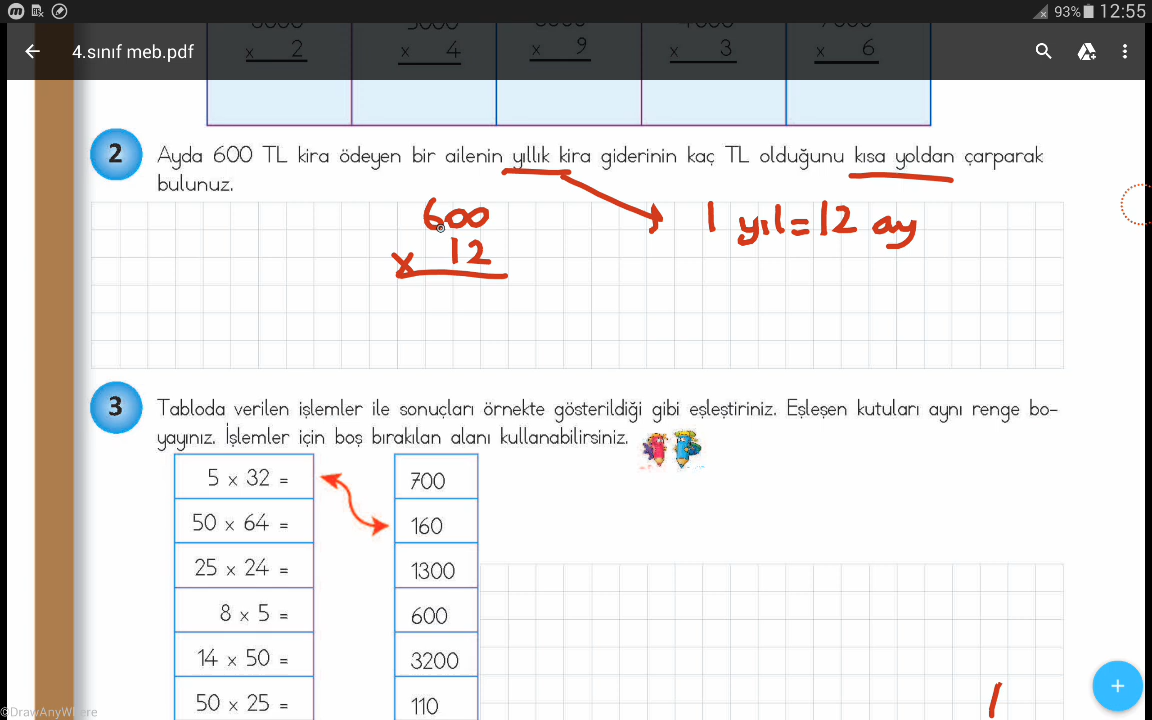 93% 12:55
4.sınıf meb.pdf
x 2 x 4 x 9 x 3 x 6
2 Ayda 600 TL kira ödeyen bir ailenin yıllık kira giderinin kaç TL olduğunu kısa yoldan çarparak
bulunuz.
600
x 12
1 yıl=12 ay
3 Tabloda verilen işlemler ile sonuçları örnekte gösterildiği gibi eşleştiriniz. Eşleşen kutuları aynı renge bo-
yayınız. İşlemler için boş bırakılan alanı kullanabilirsiniz.
5 x 32 = 700
50 x 64 = 160
25 x 24 = 1300
8 x 5 = 600
14 x 50 = 3200
50 x 25 = 110
©DrawAnyWhere